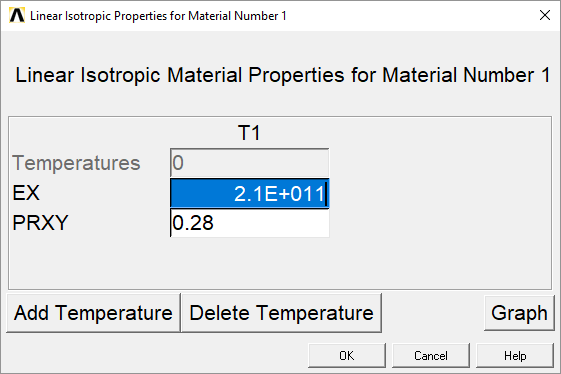 Linear Isotropic Properties for Material Number 1
Linear Isotropic Material Properties for Material Number 1
T1
Temperatures 0
EX 2.1E+011
PRXY 0.28
Add Temperature Delete Temperature Graph
OK Cancel Help